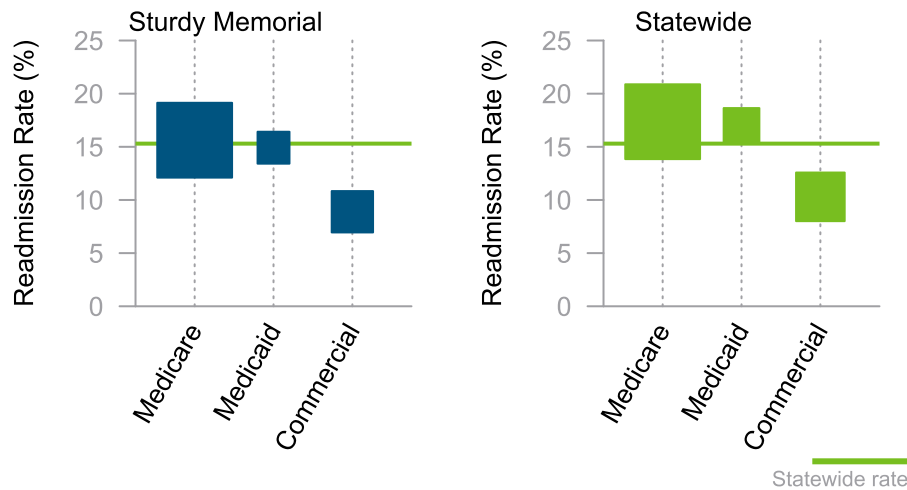 Sturdy Memorial
Readmission Rate (%)
25
20
15
10
5
0
Medicare
Medicaid
Commercial
Statewide
Readmission Rate (%)
25
20
15
10
5
0
Medicare
Medicaid
Commercial
Statewide rate